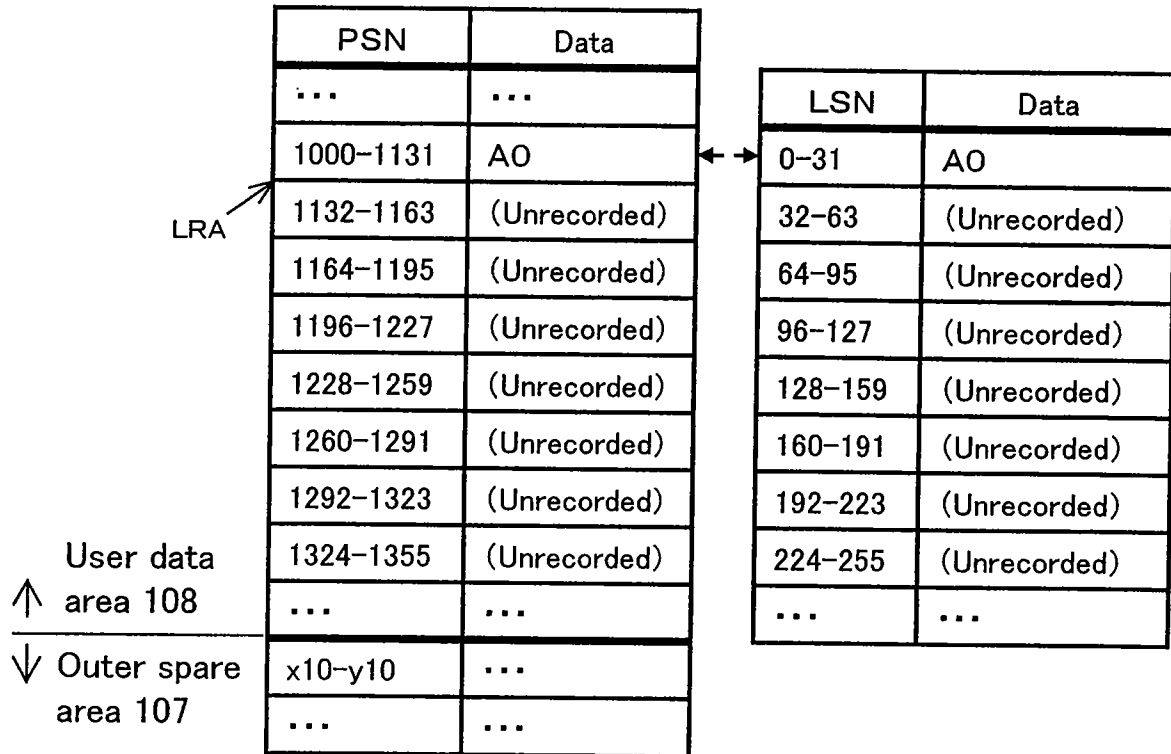 PSN Data
... ...
1000-1131 A0
LRA
1132-1163 (Unrecorded)
1164-1195 (Unrecorded)
1196-1227 (Unrecorded)
1228-1259 (Unrecorded)
1260-1291 (Unrecorded)
1292-1323 (Unrecorded)
1324-1355 (Unrecorded)
... ...
x10-y10 ...
... ...
User data
↑ area 108
↓ Outer spare
area 107
LSN Data
0-31 A0
32-63 (Unrecorded)
64-95 (Unrecorded)
96-127 (Unrecorded)
128-159 (Unrecorded)
160-191 (Unrecorded)
192-223 (Unrecorded)
224-255 (Unrecorded)
... ...